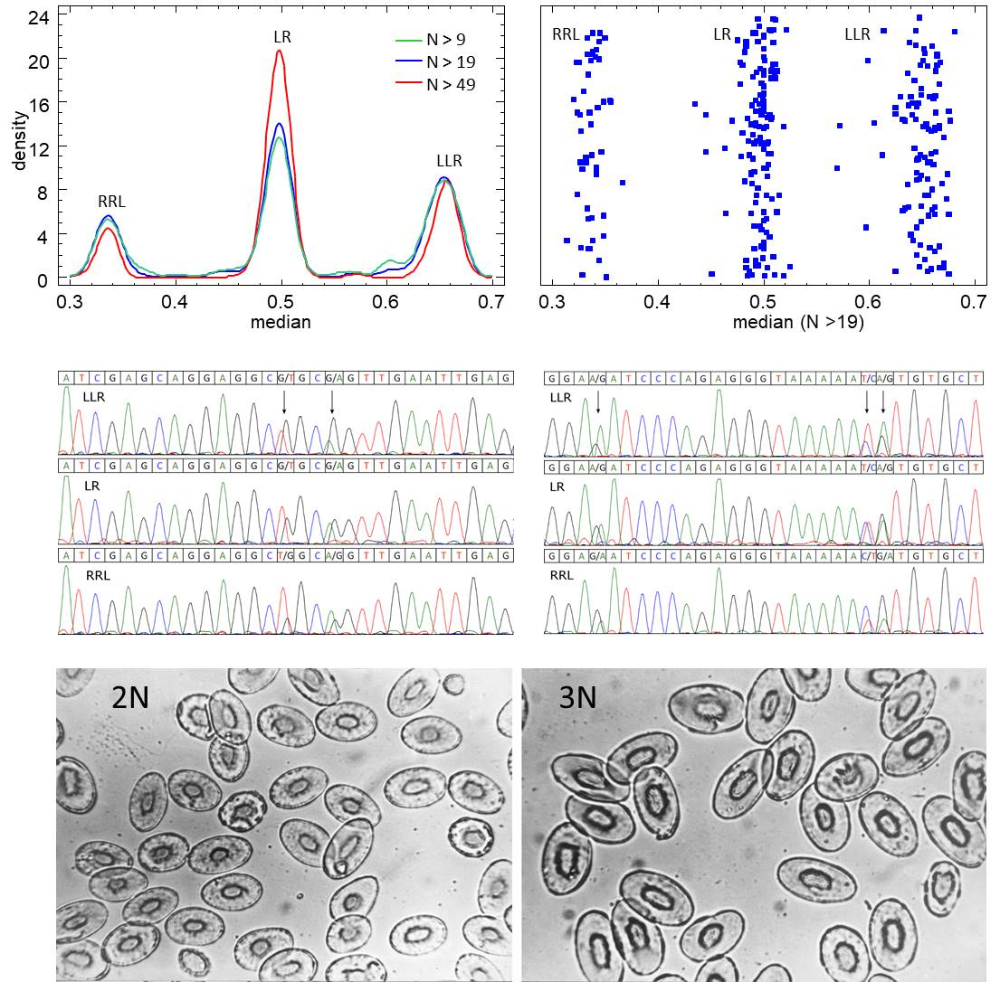 24
20
16
12
8
4
0
density
RRL
LR
LLR
N > 9
N > 19
N > 49
0.3 0.4 0.5 0.6 0.7
median
RRL LR LLR
0.3 0.4 0.5 0.6 0.7
median (N >19)
A T C G A G C A G G A G G C G/T G C G/A G T T G A A T T G A G
LLR
A T C G A G C A G G A G G C G/T G C G/A G T T G A A T T G A G
LR
A T C G A G C A G G A G G C T/G G C A/G G T T G A A T T G A G
RRL
G G A A/G A T C C C A G A G G G T A A A A A T/C A/G T G T G C T
LLR
G G A A/G A T C C C A G A G G G T A A A A A T/C A/G T G T G C T
LR
G G A G/A A T C C C A G A G G G T A A A A A C/T G/A T G T G C T
RRL
2N
3N